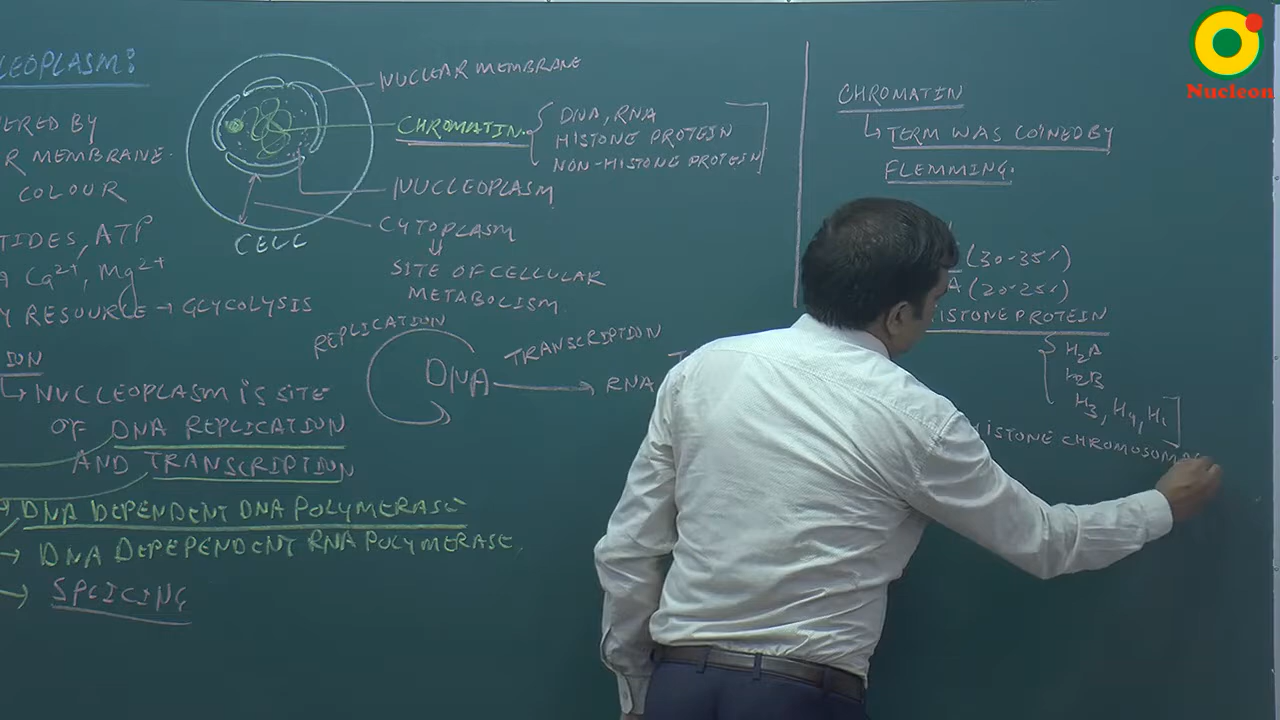 LEOPLASM:
ERED BY
R MEMBRANE.
COLOUR
TIDES, ATP
A Ca2+, Mg2+
Y RESOURCE → GLYCOLYSIS
ION
↳ NUCLEOPLASM IS SITE
OF DNA REPLICATION
AND TRANSCRIPTION
→ DNA DEPENDENT DNA POLYMERASE
→ DNA DEPEPENDENT RNA POLYMERASE,
→ SPLICING
NUCLEAR MEMBRANE
CHROMATIN.
DNA, RNA
HISTONE PROTEIN
NON-HISTONE PROTEIN
NUCLEOPLASM
CYTOPLASM
CELL
SITE OF CELLULAR
METABOLISM.
REPLICATION
DNA
TRANSCRIPTION
RNA
CHROMATIN
↳ TERM WAS COINED BY
FLEMMING.
(30-35%)
A (20-25%)
ISTONE PROTEIN
H2A
H2B
H3, H4, H1
HISTONE CHROMOSOMA
Nucleon